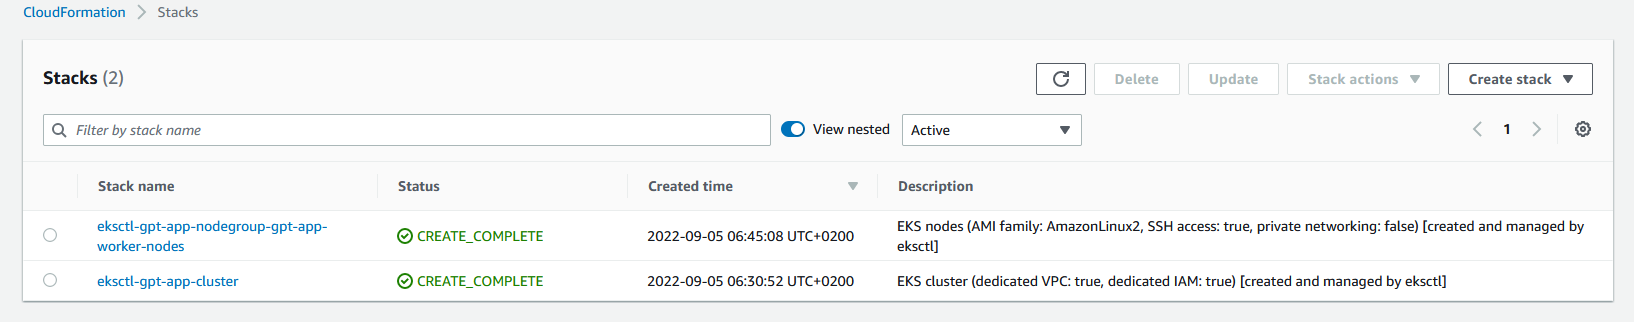 CloudFormation > Stacks
Stacks (2)
Delete
Update
Stack actions
Create stack
Filter by stack name
View nested
Active
1
Stack name
Status
Created time
Description
eksctl-gpt-app-nodegroup-gpt-app-
worker-nodes
CREATE_COMPLETE
2022-09-05 06:45:08 UTC+0200
EKS nodes (AMI family: AmazonLinux2, SSH access: true, private networking: false) [created and managed by
eksctl]
eksctl-gpt-app-cluster
CREATE_COMPLETE
2022-09-05 06:30:52 UTC+0200
EKS cluster (dedicated VPC: true, dedicated IAM: true) [created and managed by eksctl]